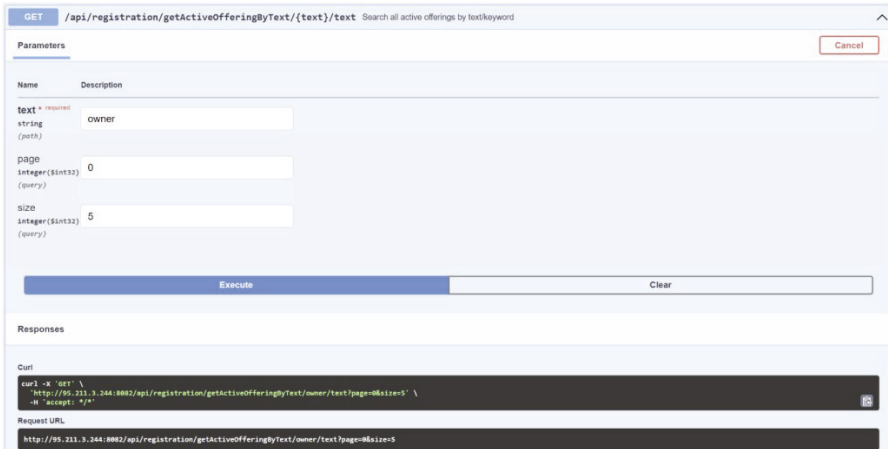 GET /api/registration/getActiveOfferingByText/{text}/text Search all active offerings by text/keyword
Parameters
Cancel
Name Description
text * required
string
(path)
owner
page
integer($int32)
(query)
0
size
integer($int32)
(query)
5
Execute Clear
Responses
Curl
curl -X 'GET' \
'http://95.211.3.244:8082/api/registration/getActiveOfferingByText/owner/text?page=0&size=5' \
-H 'accept: */*'
Request URL
http://95.211.3.244:8082/api/registration/getActiveOfferingByText/owner/text?page=0&size=5